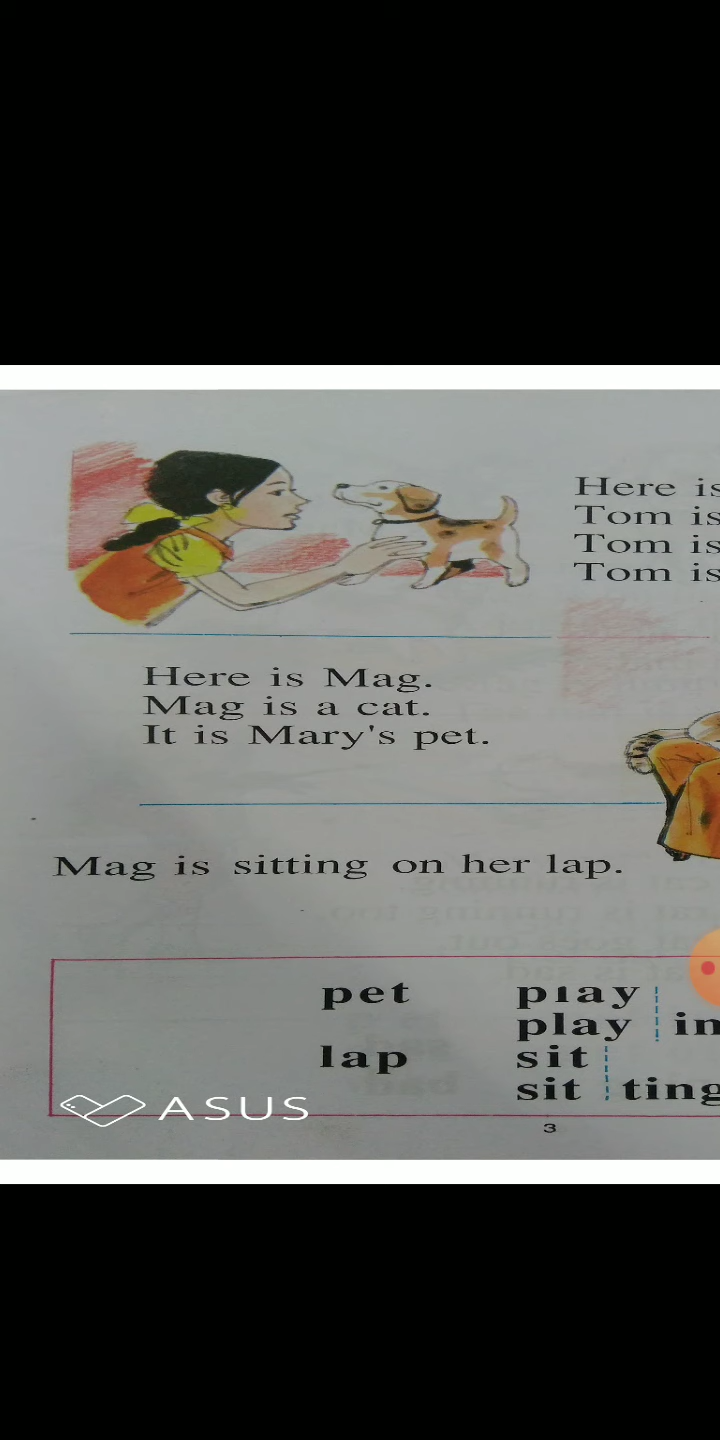 Here is
Tom is
Tom is
Tom is
Here is Mag.
Mag is a cat.
It is Mary's pet.
Mag is sitting on her lap.
pet play
play in
lap sit
sit ting
ASUS
3